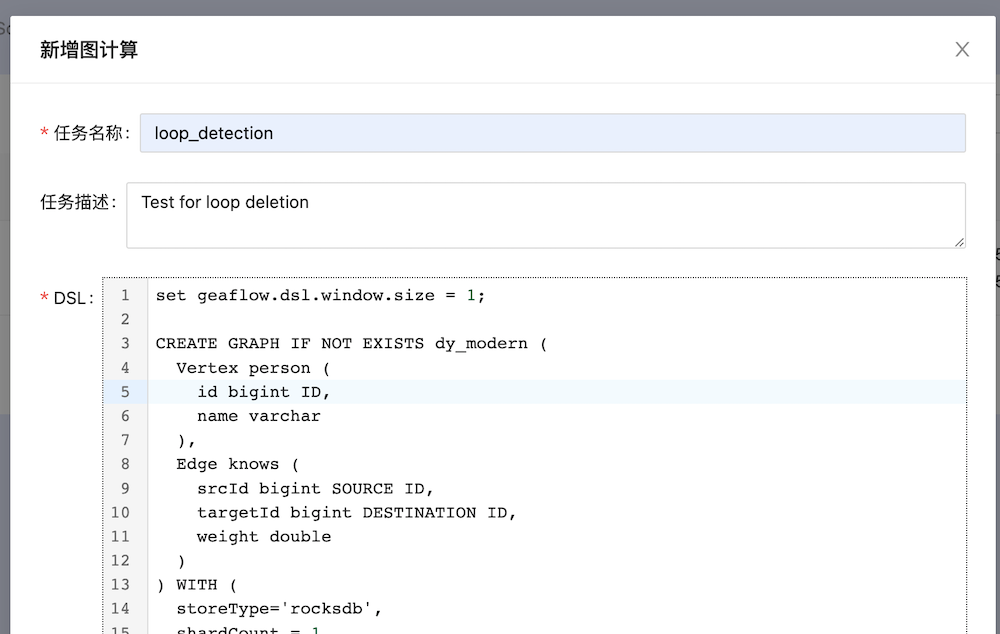 新增图计算
* 任务名称: loop_detection
任务描述: Test for loop deletion
* DSL:
1 set geaflow.dsl.window.size = 1;
2
3 CREATE GRAPH IF NOT EXISTS dy_modern (
4 Vertex person (
5 id bigint ID,
6 name varchar
7 ),
8 Edge knows (
9 srcId bigint SOURCE ID,
10 targetId bigint DESTINATION ID,
11 weight double
12 )
13 ) WITH (
14 storeType='rocksdb',
15 shardCount = 1